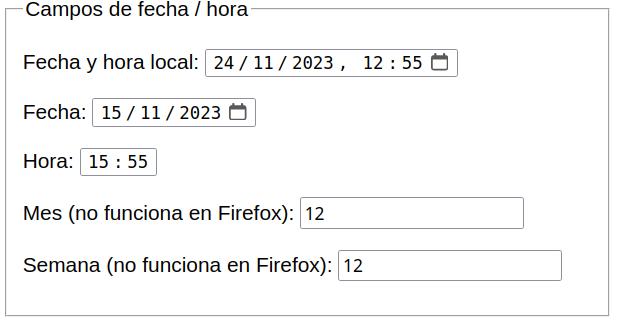 Campos de fecha / hora
Fecha y hora local: 24/11/2023, 12:55
Fecha: 15/11/2023
Hora: 15:55
Mes (no funciona en Firefox): 12
Semana (no funciona en Firefox): 12